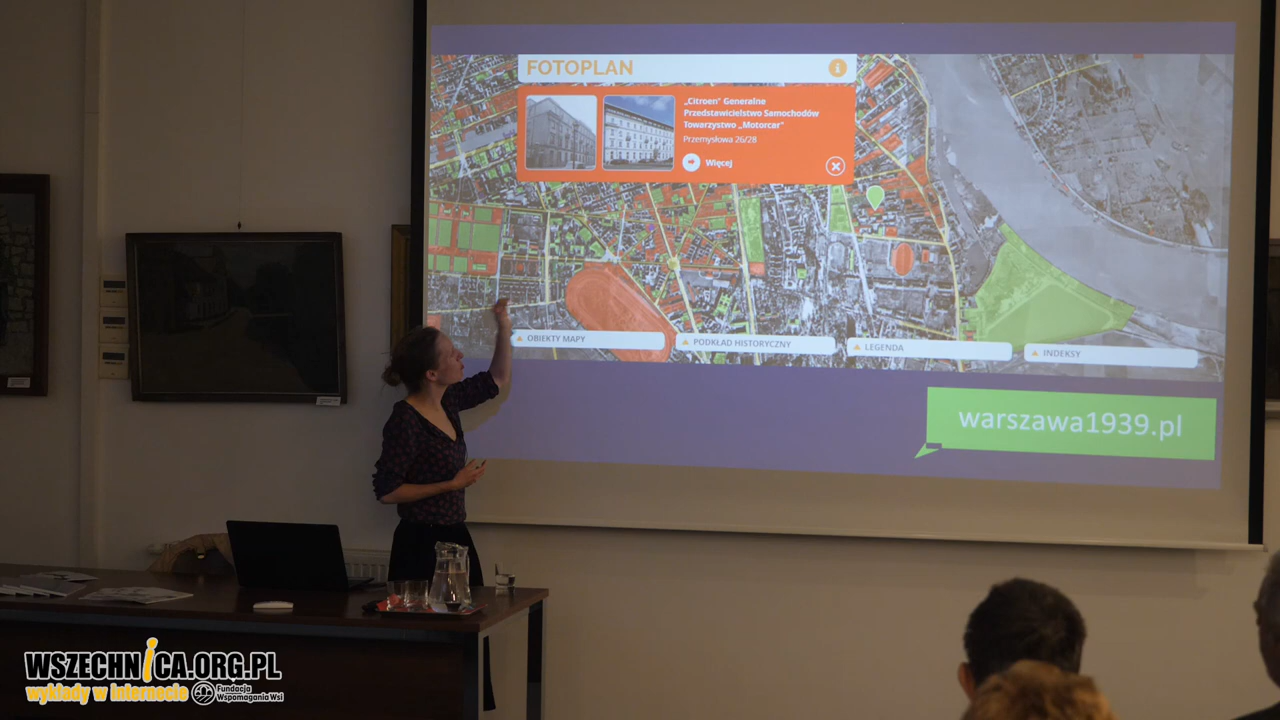 FOTOPLAN
i
„Citroen” Generalne
Przedstawicielstwo Samochodów
Towarzystwo „Motorcar”
Przemysłowa 26/28
Więcej
OBIEKTY MAPY
PODKŁAD HISTORYCZNY
LEGENDA
INDEKSY
warszawa1939.pl
WSZECHNICA.ORG.PL
wykłady w internecie
Fundacja
Wspomagania Wsi